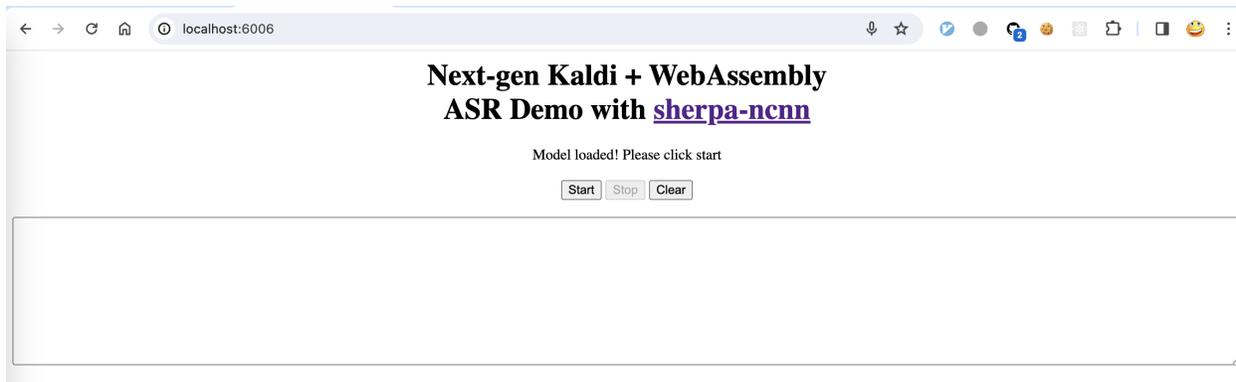 localhost:6006
2
Next-gen Kaldi + WebAssembly
ASR Demo with sherpa-ncnn
Model loaded! Please click start
Start Stop Clear